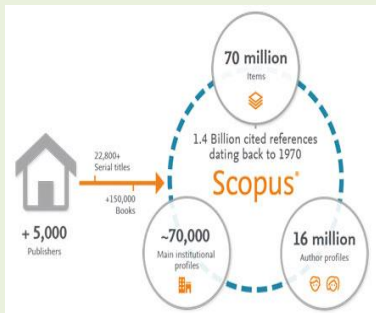 70 million
Items
1.4 Billion cited references
dating back to 1970
Scopus®
22,800+
Serial titles
+150,000
Books
+ 5,000
Publishers
~70,000
Main institutional
profiles
16 million
Author profiles